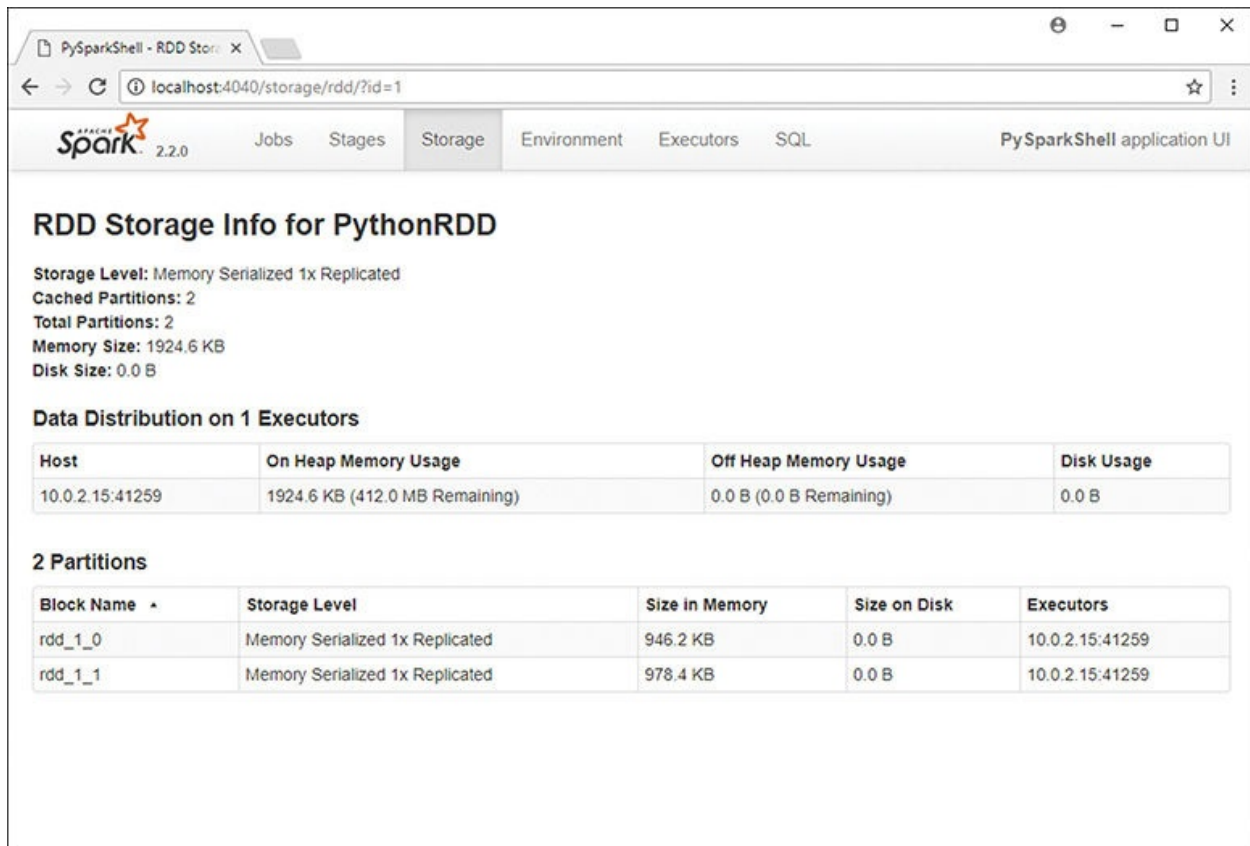 PySparkShell - RDD Stor
localhost:4040/storage/rdd/?id=1
APACHE Spark 2.2.0 Jobs Stages Storage Environment Executors SQL PySparkShell application UI
RDD Storage Info for PythonRDD
Storage Level: Memory Serialized 1x Replicated
Cached Partitions: 2
Total Partitions: 2
Memory Size: 1924.6 KB
Disk Size: 0.0 B
Data Distribution on 1 Executors
Host On Heap Memory Usage Off Heap Memory Usage Disk Usage
10.0.2.15:41259 1924.6 KB (412.0 MB Remaining) 0.0 B (0.0 B Remaining) 0.0 B
2 Partitions
Block Name Storage Level Size in Memory Size on Disk Executors
rdd_1_0 Memory Serialized 1x Replicated 946.2 KB 0.0 B 10.0.2.15:41259
rdd_1_1 Memory Serialized 1x Replicated 978.4 KB 0.0 B 10.0.2.15:41259